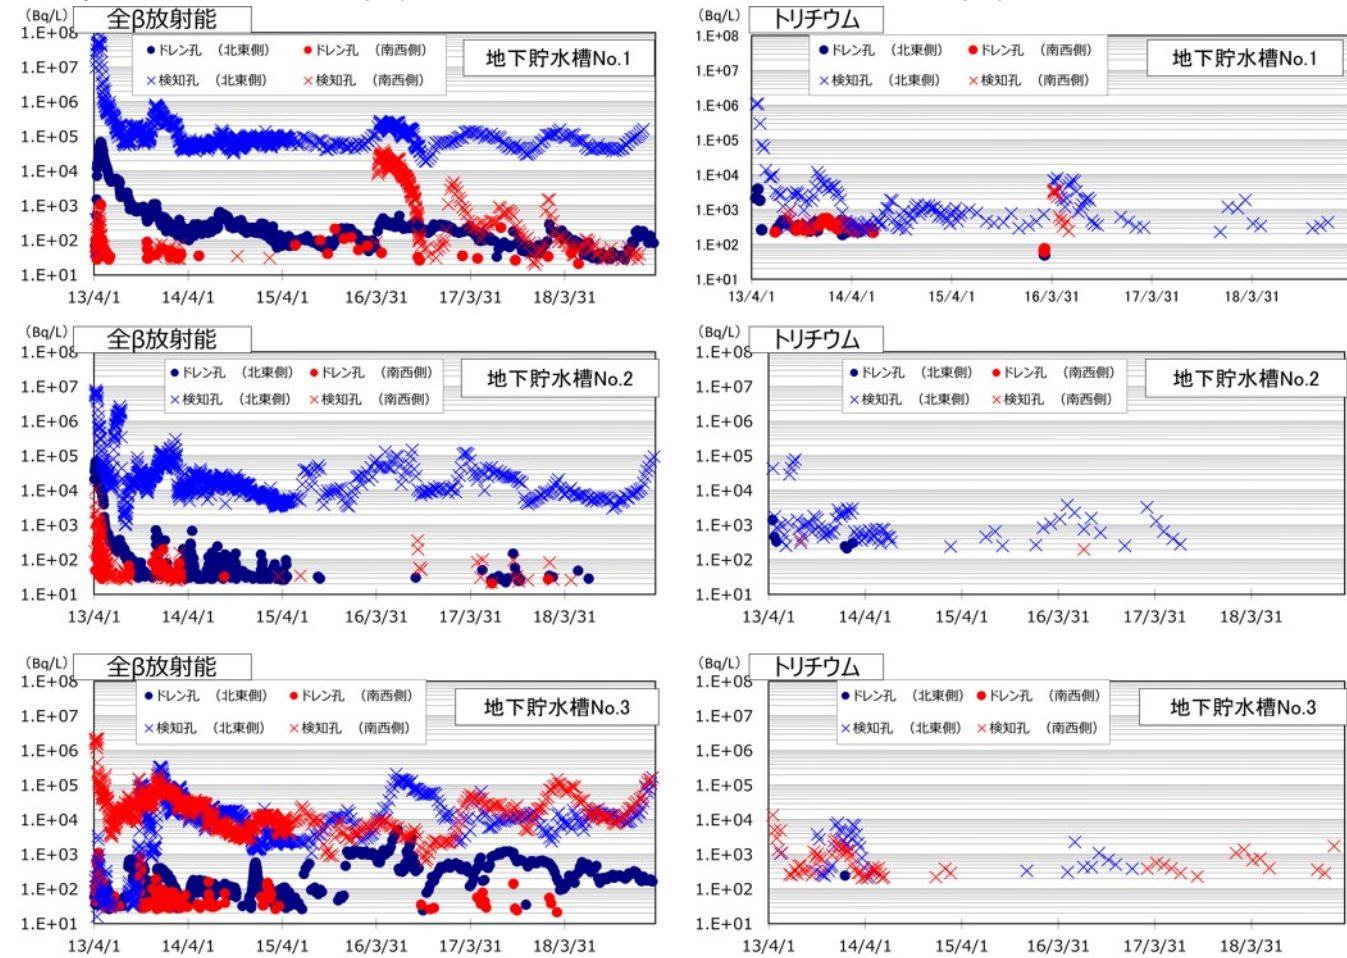 (Bq/L) 全β放射能
地下貯水槽No.1
●ドレン孔 （北東側） ●ドレン孔 （南西側）
×検知孔 （北東側） ×検知孔 （南西側）
1.E+08
1.E+07
1.E+06
1.E+05
1.E+04
1.E+03
1.E+02
1.E+01
13/4/1 14/4/1 15/4/1 16/3/31 17/3/31 18/3/31
(Bq/L) トリチウム
地下貯水槽No.1
●ドレン孔 （北東側） ●ドレン孔 （南西側）
×検知孔 （北東側） ×検知孔 （南西側）
1.E+08
1.E+07
1.E+06
1.E+05
1.E+04
1.E+03
1.E+02
1.E+01
13/4/1 14/4/1 15/4/1 16/3/31 17/3/31 18/3/31
(Bq/L) 全β放射能
地下貯水槽No.2
●ドレン孔 （北東側） ●ドレン孔 （南西側）
×検知孔 （北東側） ×検知孔 （南西側）
1.E+08
1.E+07
1.E+06
1.E+05
1.E+04
1.E+03
1.E+02
1.E+01
13/4/1 14/4/1 15/4/1 16/3/31 17/3/31 18/3/31
(Bq/L) トリチウム
地下貯水槽No.2
●ドレン孔 （北東側） ●ドレン孔 （南西側）
×検知孔 （北東側） ×検知孔 （南西側）
1.E+08
1.E+07
1.E+06
1.E+05
1.E+04
1.E+03
1.E+02
1.E+01
13/4/1 14/4/1 15/4/1 16/3/31 17/3/31 18/3/31
(Bq/L) 全β放射能
地下貯水槽No.3
●ドレン孔 （北東側） ●ドレン孔 （南西側）
×検知孔 （北東側） ×検知孔 （南西側）
1.E+08
1.E+07
1.E+06
1.E+05
1.E+04
1.E+03
1.E+02
1.E+01
13/4/1 14/4/1 15/4/1 16/3/31 17/3/31 18/3/31
(Bq/L) トリチウム
地下貯水槽No.3
●ドレン孔 （北東側） ●ドレン孔 （南西側）
×検知孔 （北東側） ×検知孔 （南西側）
1.E+08
1.E+07
1.E+06
1.E+05
1.E+04
1.E+03
1.E+02
1.E+01
13/4/1 14/4/1 15/4/1 16/3/31 17/3/31 18/3/31